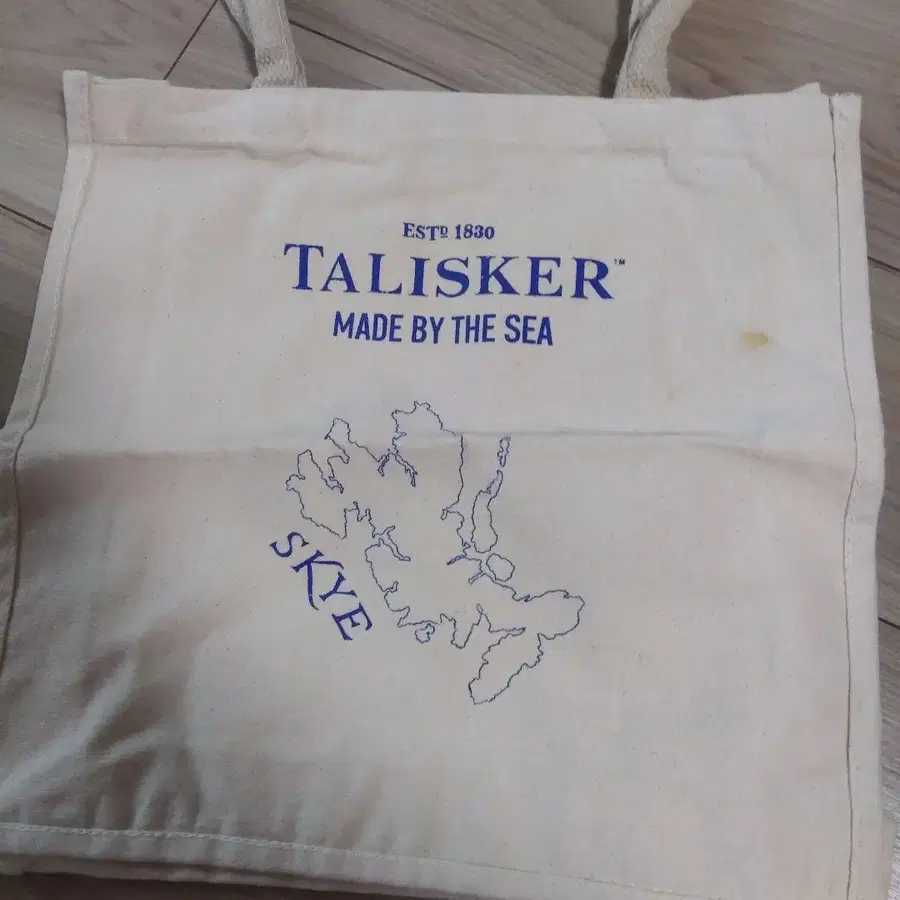 ESTD 1830
TALISKER™
MADE BY THE SEA
SKYE